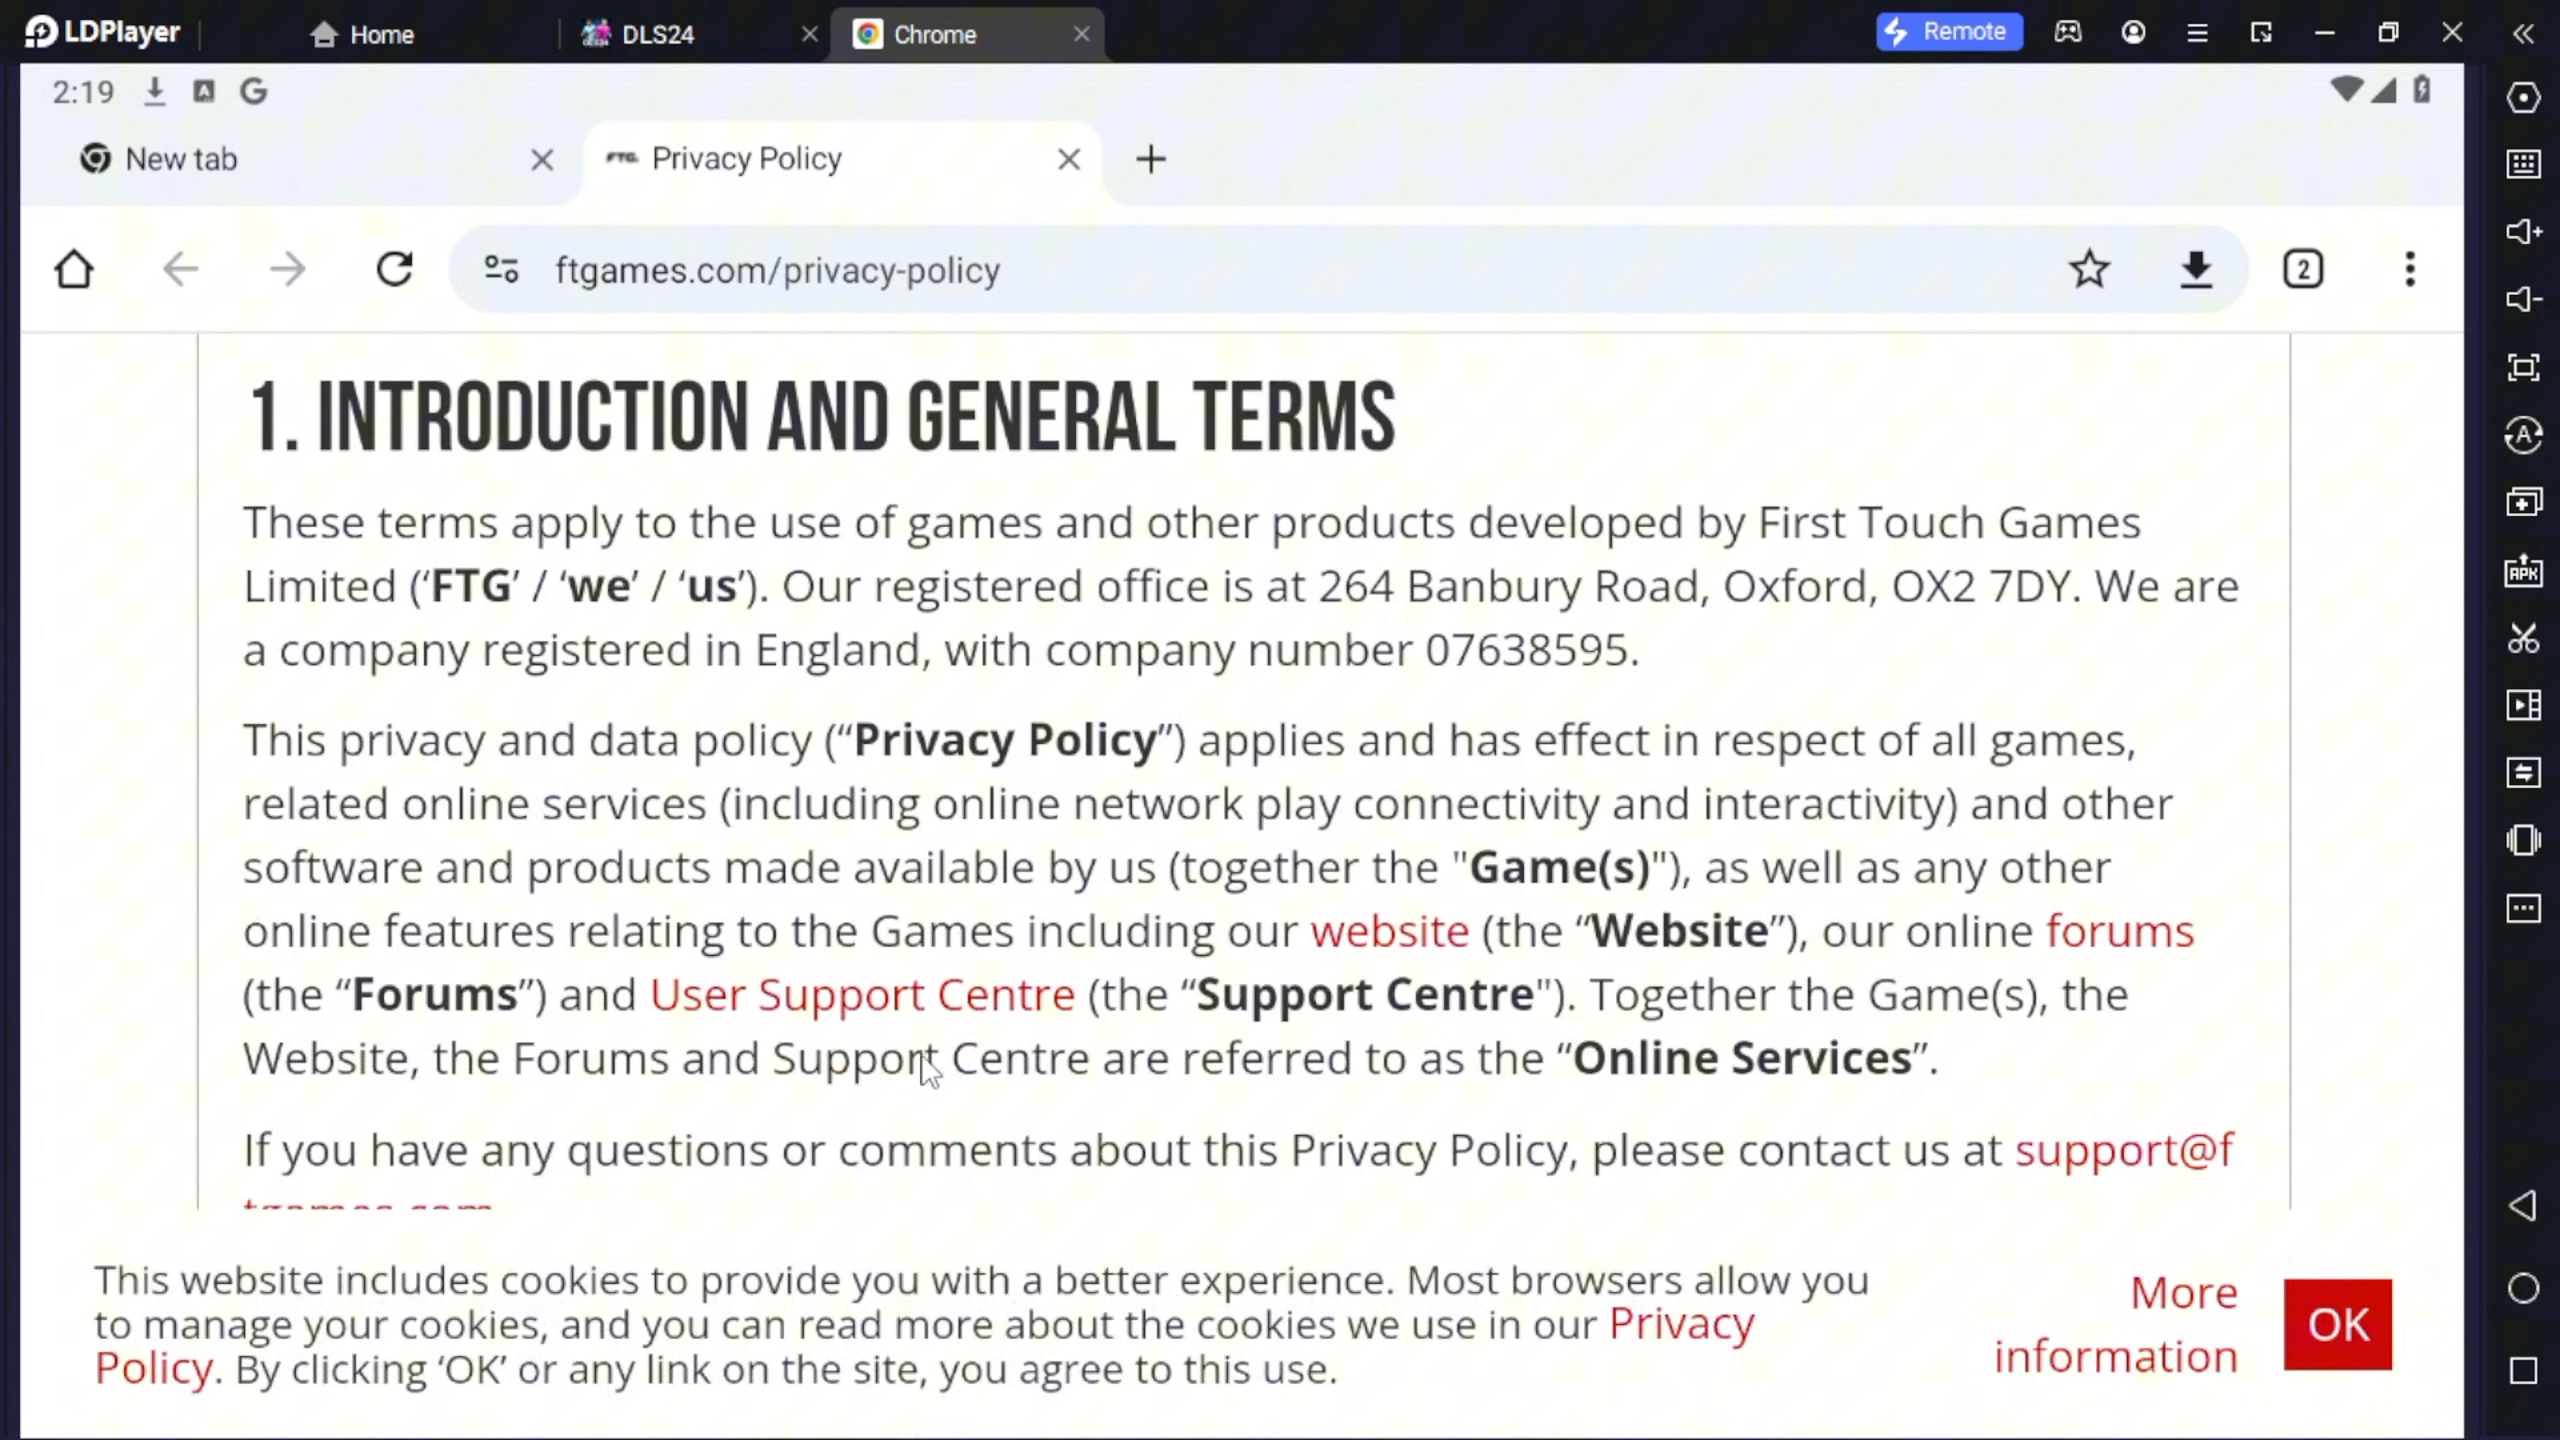 LDPlayer Home DLS24 Chrome Remote
2:19
New tab FTG. Privacy Policy
ftgames.com/privacy-policy 2
1. INTRODUCTION AND GENERAL TERMS
These terms apply to the use of games and other products developed by First Touch Games
Limited (‘FTG’ / ‘we’ / ‘us’). Our registered office is at 264 Banbury Road, Oxford, OX2 7DY. We are
a company registered in England, with company number 07638595.
This privacy and data policy (“Privacy Policy”) applies and has effect in respect of all games,
related online services (including online network play connectivity and interactivity) and other
software and products made available by us (together the "Game(s)"), as well as any other
online features relating to the Games including our website (the “Website”), our online forums
(the “Forums”) and User Support Centre (the “Support Centre"). Together the Game(s), the
Website, the Forums and Support Centre are referred to as the “Online Services”.
If you have any questions or comments about this Privacy Policy, please contact us at support@f
tgames.com
This website includes cookies to provide you with a better experience. Most browsers allow you
to manage your cookies, and you can read more about the cookies we use in our Privacy
Policy. By clicking ‘OK’ or any link on the site, you agree to this use.
More
information
OK